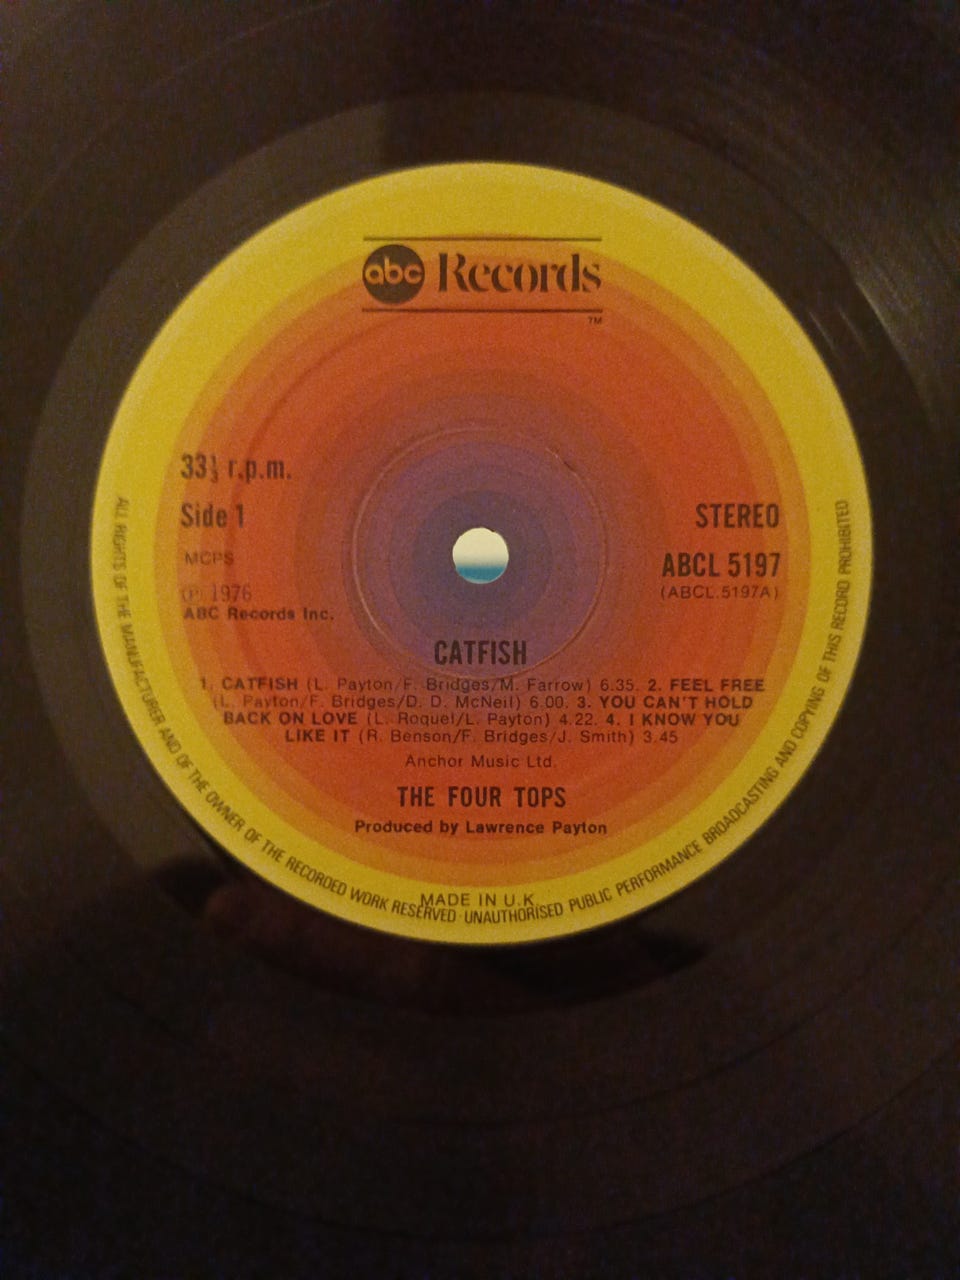 abc Records
™
33⅓ r.p.m.
Side 1
STEREO
MCPS
ABCL 5197
Ⓟ 1976
(ABCL.5197A)
ABC Records Inc.
CATFISH
1. CATFISH (L. Payton/F. Bridges/M. Farrow) 6.35. 2. FEEL FREE
(L. Payton/F. Bridges/D. D. McNeil) 6.00. 3. YOU CAN'T HOLD
BACK ON LOVE (L. Roquel/L. Payton) 4.22. 4. I KNOW YOU
LIKE IT (R. Benson/F. Bridges/J. Smith) 3.45
Anchor Music Ltd.
THE FOUR TOPS
Produced by Lawrence Payton
MADE IN U.K.
ALL RIGHTS OF THE MANUFACTURER AND OF THE OWNER OF THE RECORDED WORK RESERVED · UNAUTHORISED PUBLIC PERFORMANCE BROADCASTING AND COPYING OF THIS RECORD PROHIBITED